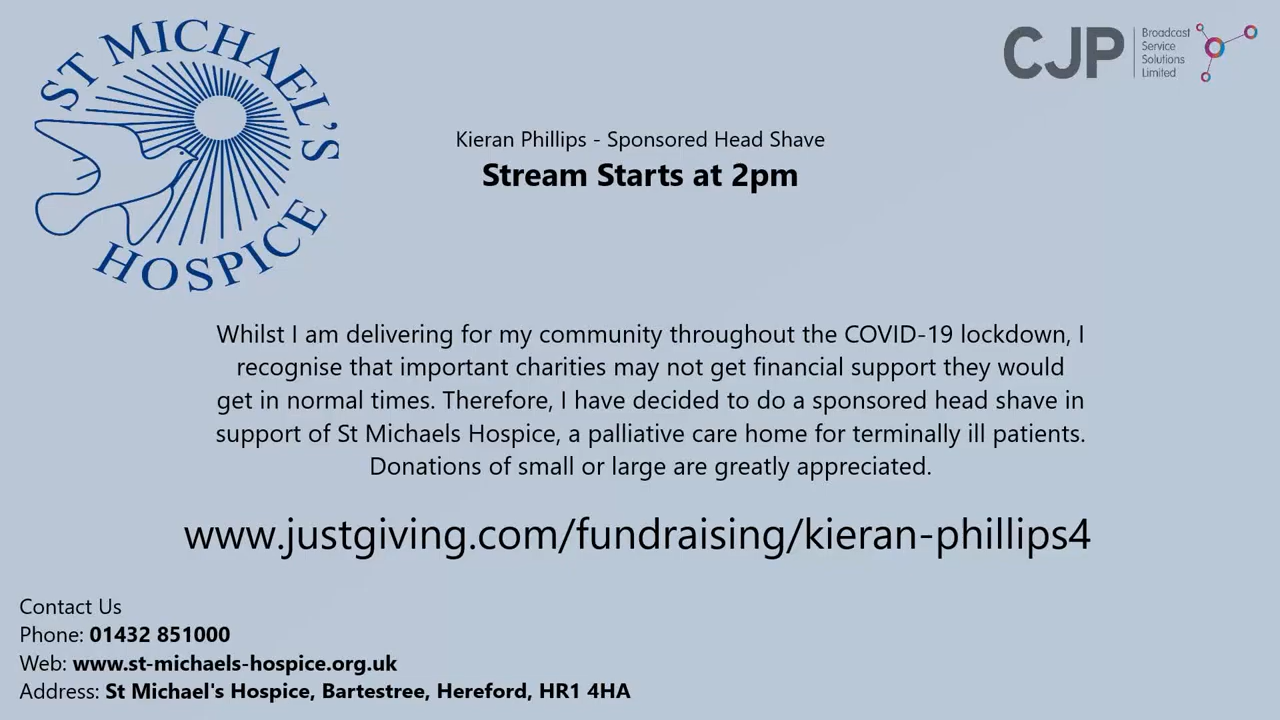 ST MICHAEL'S
HOSPICE
CJP
Broadcast
Service
Solutions
Limited
Kieran Phillips - Sponsored Head Shave
Stream Starts at 2pm
Whilst I am delivering for my community throughout the COVID-19 lockdown, I
recognise that important charities may not get financial support they would
get in normal times. Therefore, I have decided to do a sponsored head shave in
support of St Michaels Hospice, a palliative care home for terminally ill patients.
Donations of small or large are greatly appreciated.
www.justgiving.com/fundraising/kieran-phillips4
Contact Us
Phone: 01432 851000
Web: www.st-michaels-hospice.org.uk
Address: St Michael's Hospice, Bartestree, Hereford, HR1 4HA